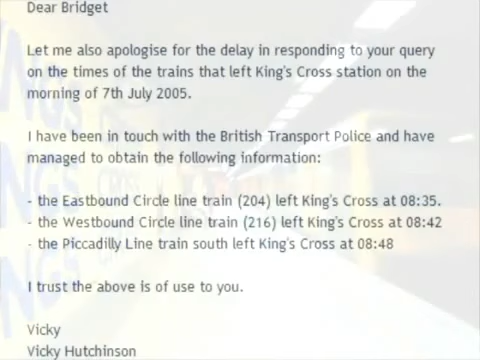 Dear Bridget
Let me also apologise for the delay in responding to your query
on the times of the trains that left King's Cross station on the
morning of 7th July 2005.
I have been in touch with the British Transport Police and have
managed to obtain the following information:
- the Eastbound Circle line train (204) left King's Cross at 08:35.
- the Westbound Circle line train (216) left King's Cross at 08:42
- the Piccadilly Line train south left King's Cross at 08:48
I trust the above is of use to you.
Vicky
Vicky Hutchinson